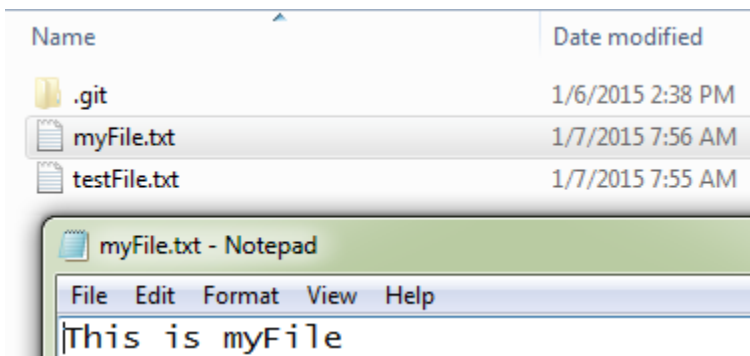 Name Date modified
.git 1/6/2015 2:38 PM
myFile.txt 1/7/2015 7:56 AM
testFile.txt 1/7/2015 7:55 AM
myFile.txt - Notepad
File Edit Format View Help
This is myFile